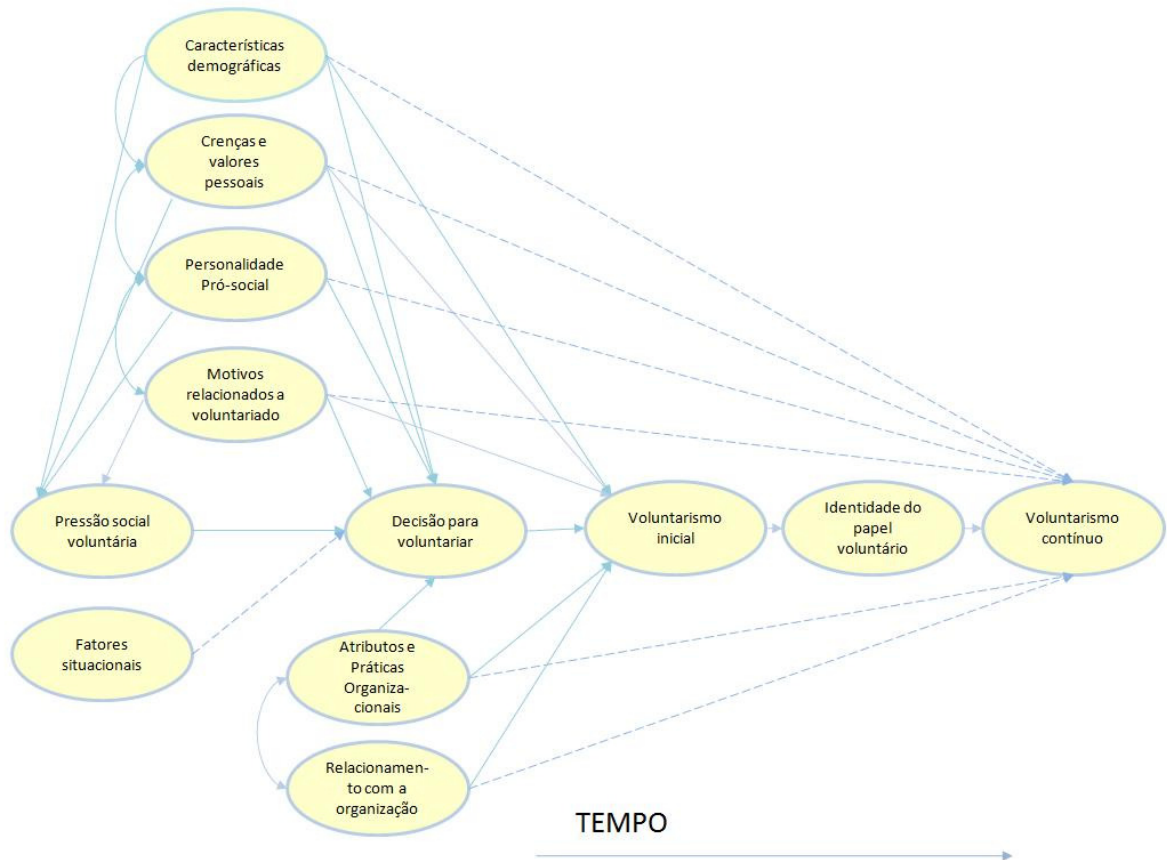 Características
demográficas
Crenças e
valores
pessoais
Personalidade
Pró-social
Motivos
relacionados a
voluntariado
Pressão social
voluntária
Decisão para
voluntariar
Voluntarismo
inicial
Identidade do
papel
voluntário
Voluntarismo
contínuo
Fatores
situacionais
Atributos e
Práticas
Organiza-
cionais
Relacionamen-
to com a
organização
TEMPO